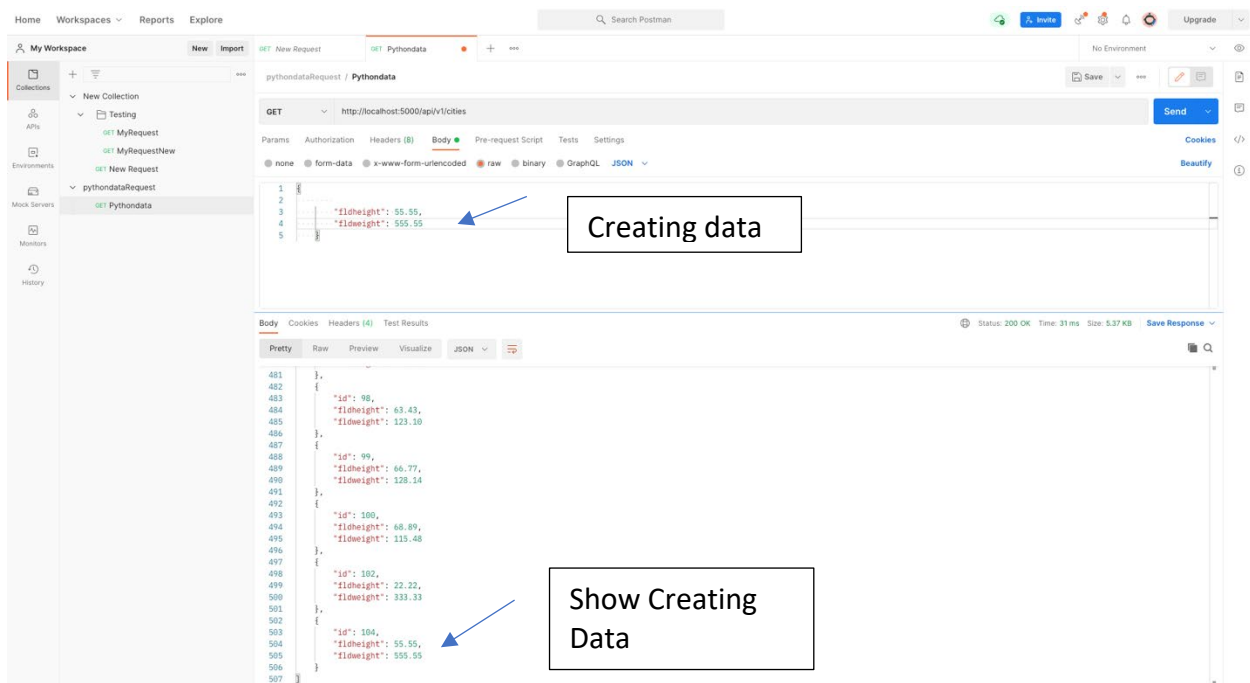 Home Workspaces Reports Explore Search Postman Invite Upgrade
My Workspace New Import GET New Request GET Pythondata No Environment
pythondataRequest / Pythondata Save
Collections
New Collection
Testing
GET MyRequest
GET MyRequestNew
GET New Request
pythondataRequest
GET Pythondata
APIs
Environments
Mock Servers
Monitors
History
GET http://localhost:5000/api/v1/cities Send
Params Authorization Headers (8) Body Pre-request Script Tests Settings Cookies
none form-data x-www-form-urlencoded raw binary GraphQL JSON Beautify
1 {
2
3 "fldheight": 55.55,
4 "fldweight": 555.55
5 }
Creating data
Body Cookies Headers (4) Test Results Status: 200 OK Time: 31 ms Size: 5.37 KB Save Response
Pretty Raw Preview Visualize JSON
481 },
482 {
483 "id": 98,
484 "fldheight": 63.43,
485 "fldweight": 123.10
486 },
487 {
488 "id": 99,
489 "fldheight": 66.77,
490 "fldweight": 128.14
491 },
492 {
493 "id": 100,
494 "fldheight": 68.89,
495 "fldweight": 115.48
496 },
497 {
498 "id": 102,
499 "fldheight": 22.22,
500 "fldweight": 333.33
501 },
502 {
503 "id": 104,
504 "fldheight": 55.55,
505 "fldweight": 555.55
506 }
507 ]
Show Creating
Data